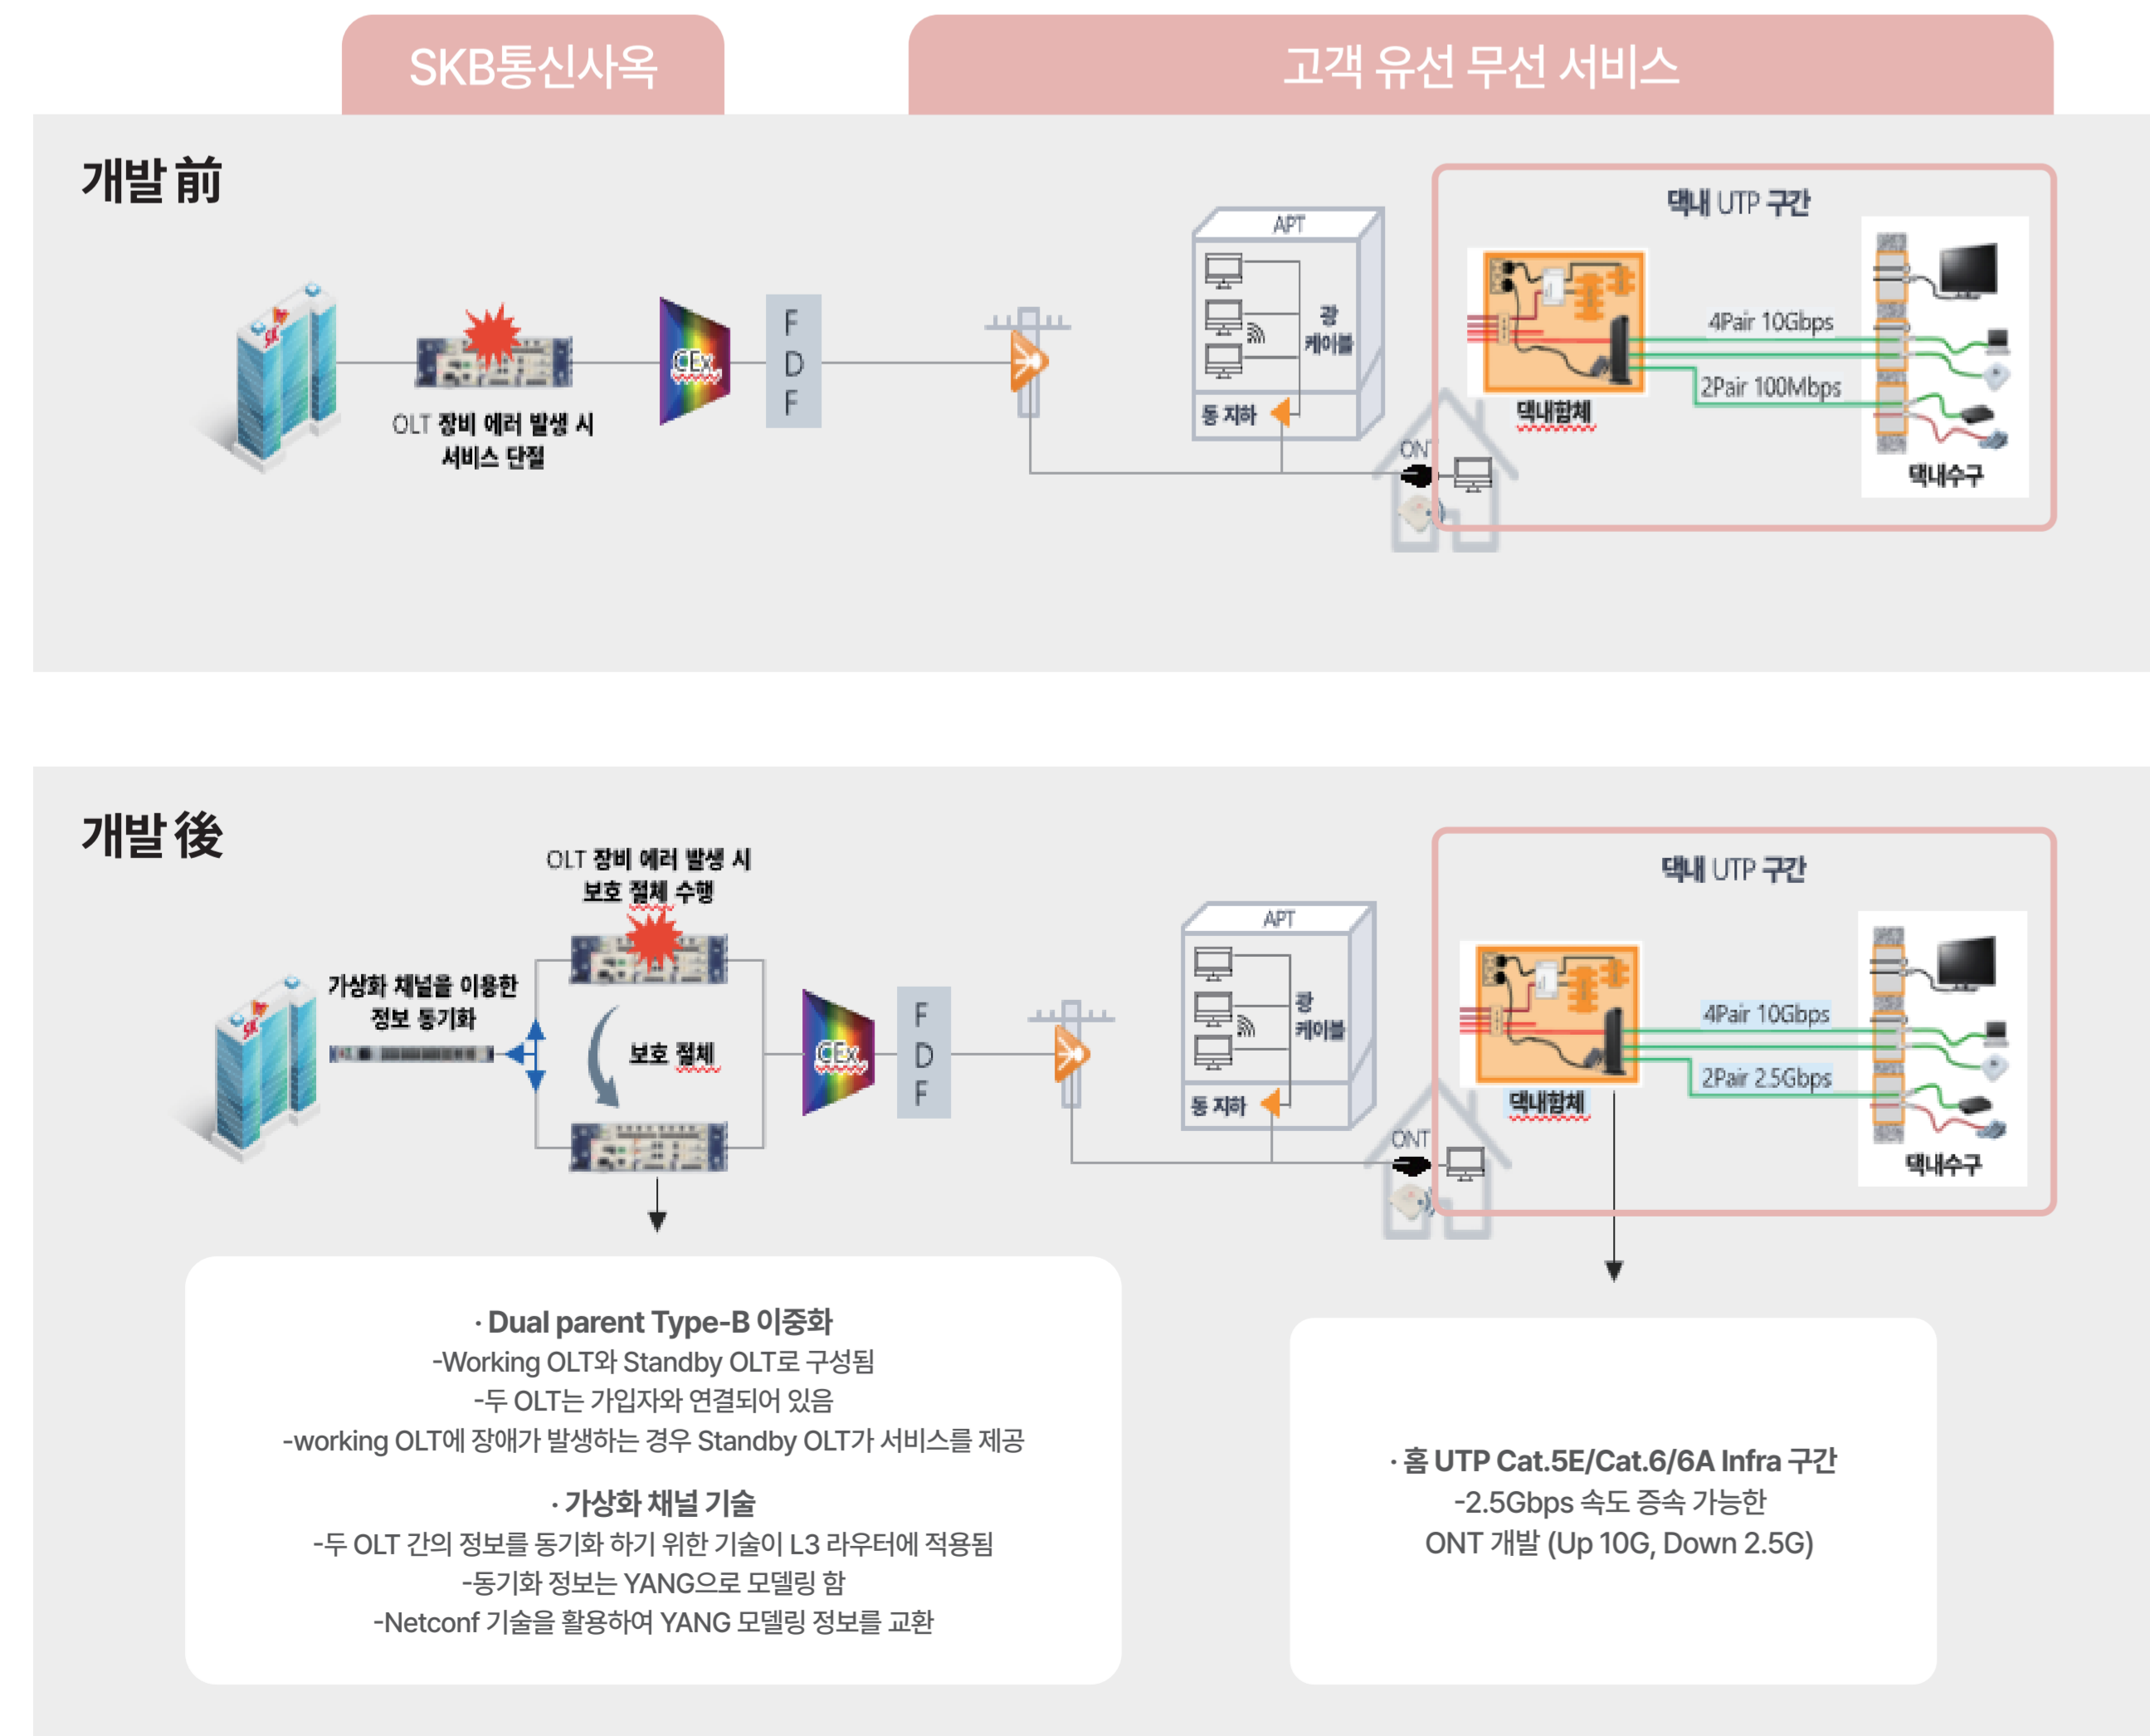 SKB통신사옥
고객 유선 무선 서비스
개발 前
댁내 UTP 구간
APT
SK
CEx
F
D
F
광
케이블
4Pair 10Gbps
2Pair 100Mbps
동 지하
댁내함체
OLT 장비 에러 발생 시
서비스 단절
ON
댁내수구
개발 後
OLT 장비 에러 발생 시
보호 절체 수행
댁내 UTP 구간
APT
가상화 채널을 이용한
정보 동기화
SK
보호 절체
CEx
F
D
F
광
케이블
4Pair 10Gbps
2Pair 2.5Gbps
동 지하
댁내함체
ONT
댁내수구
· Dual parent Type-B 이중화
-Working OLT와 Standby OLT로 구성됨
-두 OLT는 가입자와 연결되어 있음
-working OLT에 장애가 발생하는 경우 Standby OLT가 서비스를 제공
· 가상화 채널 기술
-두 OLT 간의 정보를 동기화 하기 위한 기술이 L3 라우터에 적용됨
-동기화 정보는 YANG으로 모델링 함
-Netconf 기술을 활용하여 YANG 모델링 정보를 교환
· 홈 UTP Cat.5E/Cat.6/6A Infra 구간
-2.5Gbps 속도 증속 가능한
ONT 개발 (Up 10G, Down 2.5G)